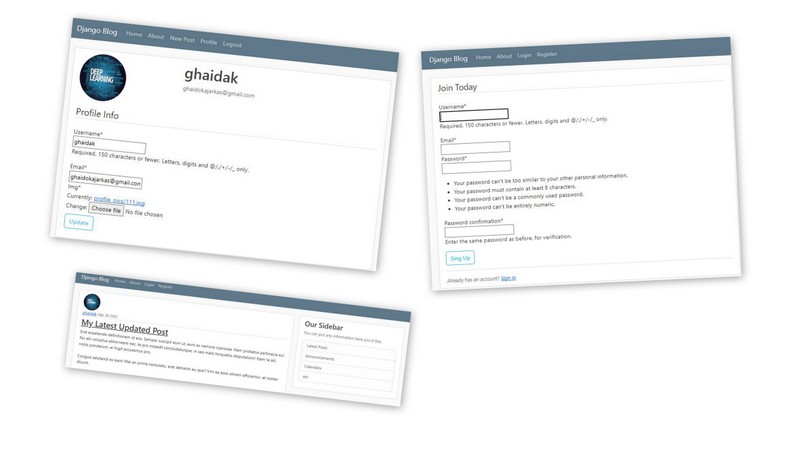 Django Blog Home About New Post Profile Logout
DEEP
LEARNING
ghaidak
ghaidokajarkas@gmail.com
Profile Info
Username*
ghaidak
Required. 150 characters or fewer. Letters, digits and @/./+/-/_ only.
Email*
ghaidokajarkas@gmail.con
Img*
Currently: profile_pics/111.jpg
Change: Choose file No file chosen
Update
Django Blog Home About Login Register
Join Today
Username*
Required. 150 characters or fewer. Letters, digits and @/./+/-/_ only.
Email*
Password*
Your password can't be too similar to your other personal information.
Your password must contain at least 8 characters.
Your password can't be a commonly used password.
Your password can't be entirely numeric.
Password confirmation*
Enter the same password as before, for verification.
Sing Up
Already has an account? Sign In
Django Blog Home About Login Register
ghaidak
My Latest Updated Post
Our Sidebar
You can put any information here you'd like.
Latest Posts
Announcements
Calendars
etc